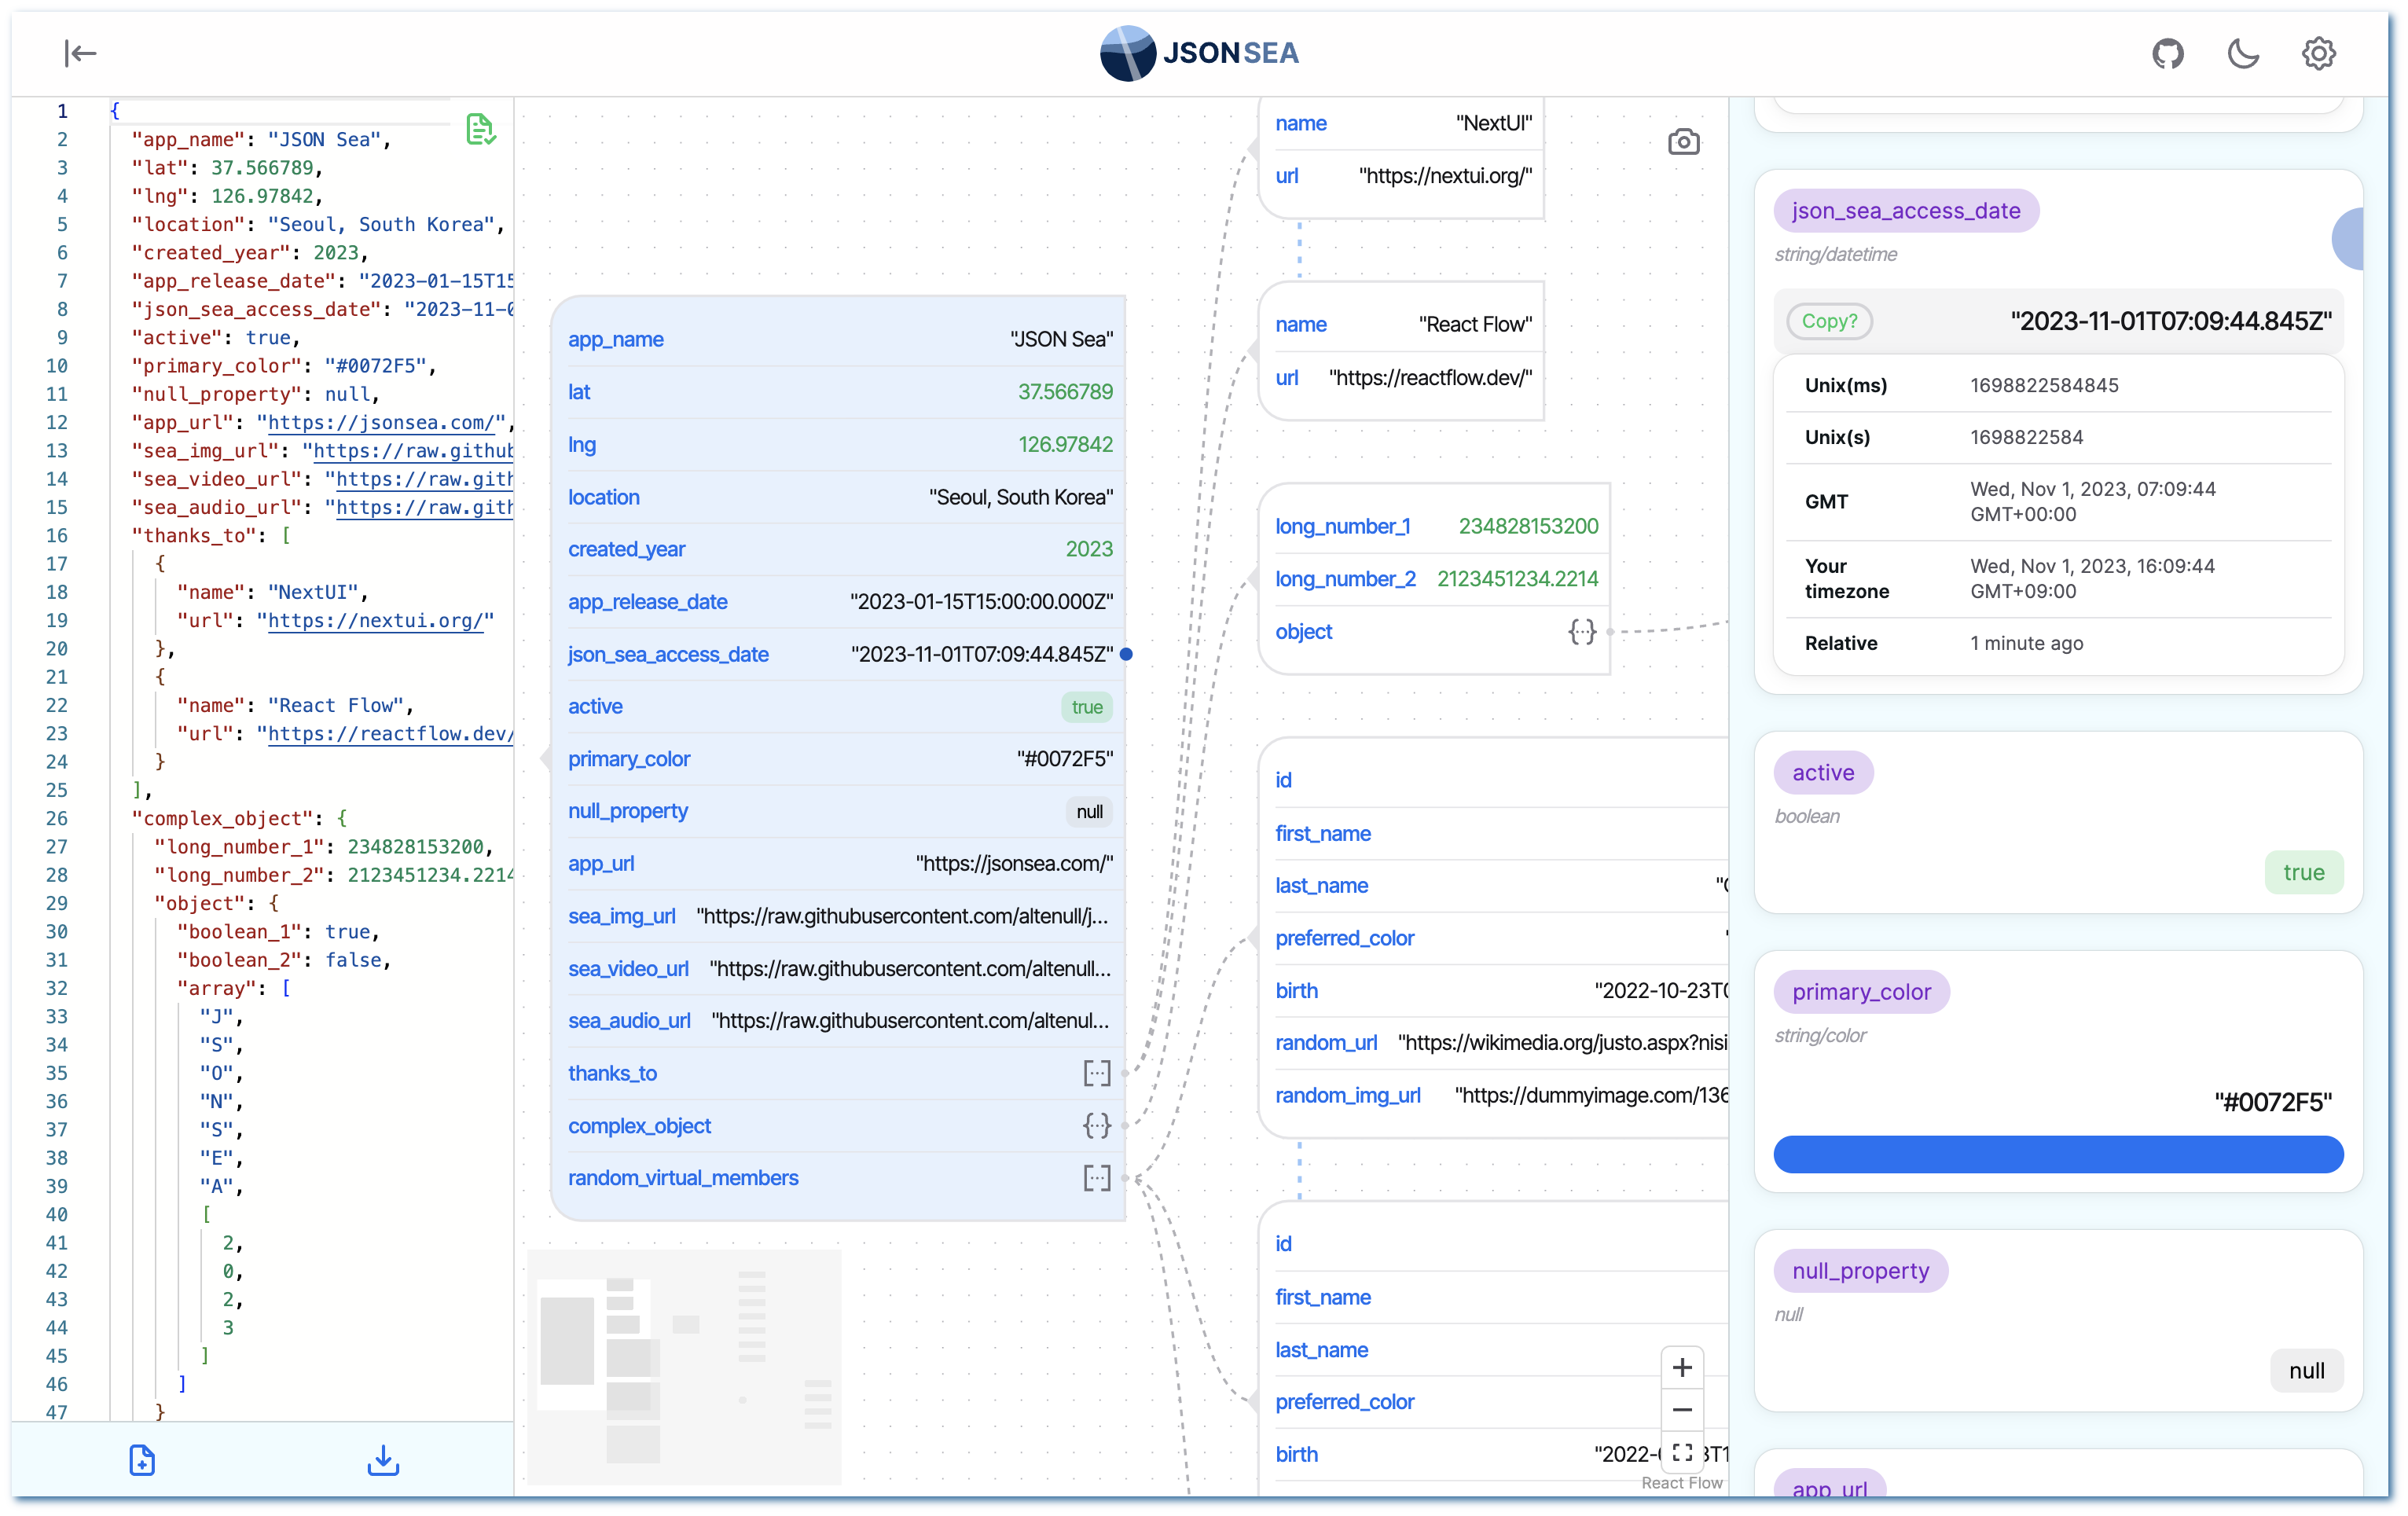 JSON SEA
1 {
2 "app_name": "JSON Sea",
3 "lat": 37.566789,
4 "lng": 126.97842,
5 "location": "Seoul, South Korea",
6 "created_year": 2023,
7 "app_release_date": "2023-01-15T15
8 "json_sea_access_date": "2023-11-0
9 "active": true,
10 "primary_color": "#0072F5",
11 "null_property": null,
12 "app_url": "https://jsonsea.com/",
13 "sea_img_url": "https://raw.github
14 "sea_video_url": "https://raw.gith
15 "sea_audio_url": "https://raw.gith
16 "thanks_to": [
17 {
18 "name": "NextUI",
19 "url": "https://nextui.org/"
20 },
21 {
22 "name": "React Flow",
23 "url": "https://reactflow.dev/
24 }
25 ],
26 "complex_object": {
27 "long_number_1": 234828153200,
28 "long_number_2": 2123451234.2214
29 "object": {
30 "boolean_1": true,
31 "boolean_2": false,
32 "array": [
33 "J",
34 "S",
35 "O",
36 "N",
37 "S",
38 "E",
39 "A",
40 [
41 2,
42 0,
43 2,
44 3
45 ]
46 ]
47 }
app_name "JSON Sea"
lat 37.566789
lng 126.97842
location "Seoul, South Korea"
created_year 2023
app_release_date "2023-01-15T15:00:00.000Z"
json_sea_access_date "2023-11-01T07:09:44.845Z"
active true
primary_color "#0072F5"
null_property null
app_url "https://jsonsea.com/"
sea_img_url "https://raw.githubusercontent.com/altenull/j...
sea_video_url "https://raw.githubusercontent.com/altenull...
sea_audio_url "https://raw.githubusercontent.com/altenul...
thanks_to [...]
complex_object {...}
random_virtual_members [...]
name "NextUI"
url "https://nextui.org/"
name "React Flow"
url "https://reactflow.dev/"
long_number_1 234828153200
long_number_2 2123451234.2214
object {...}
id
first_name
last_name
preferred_color
birth "2022-10-23T0
random_url "https://wikimedia.org/justo.aspx?nisi
random_img_url "https://dummyimage.com/136
id
first_name
last_name
preferred_color
birth "2022-
React Flow
json_sea_access_date
string/datetime
Copy? "2023-11-01T07:09:44.845Z"
Unix(ms) 1698822584845
Unix(s) 1698822584
GMT Wed, Nov 1, 2023, 07:09:44
GMT+00:00
Your timezone Wed, Nov 1, 2023, 16:09:44
GMT+09:00
Relative 1 minute ago
active
boolean
true
primary_color
string/color
"#0072F5"
null_property
null
null
app_url